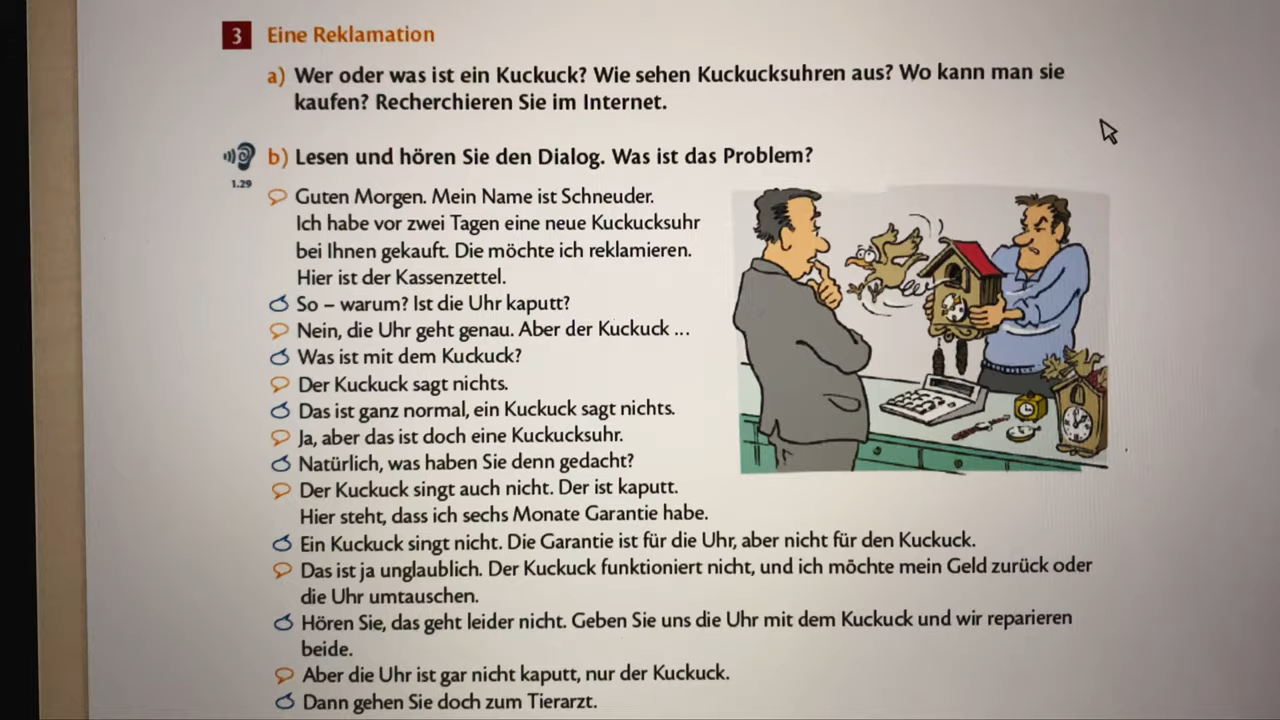 3 Eine Reklamation
a) Wer oder was ist ein Kuckuck? Wie sehen Kuckucksuhren aus? Wo kann man sie
kaufen? Recherchieren Sie im Internet.
b) Lesen und hören Sie den Dialog. Was ist das Problem?
1.29
Guten Morgen. Mein Name ist Schneuder.
Ich habe vor zwei Tagen eine neue Kuckucksuhr
bei Ihnen gekauft. Die möchte ich reklamieren.
Hier ist der Kassenzettel.
So – warum? Ist die Uhr kaputt?
Nein, die Uhr geht genau. Aber der Kuckuck ...
Was ist mit dem Kuckuck?
Der Kuckuck sagt nichts.
Das ist ganz normal, ein Kuckuck sagt nichts.
Ja, aber das ist doch eine Kuckucksuhr.
Natürlich, was haben Sie denn gedacht?
Der Kuckuck singt auch nicht. Der ist kaputt.
Hier steht, dass ich sechs Monate Garantie habe.
Ein Kuckuck singt nicht. Die Garantie ist für die Uhr, aber nicht für den Kuckuck.
Das ist ja unglaublich. Der Kuckuck funktioniert nicht, und ich möchte mein Geld zurück oder
die Uhr umtauschen.
Hören Sie, das geht leider nicht. Geben Sie uns die Uhr mit dem Kuckuck und wir reparieren
beide.
Aber die Uhr ist gar nicht kaputt, nur der Kuckuck.
Dann gehen Sie doch zum Tierarzt.